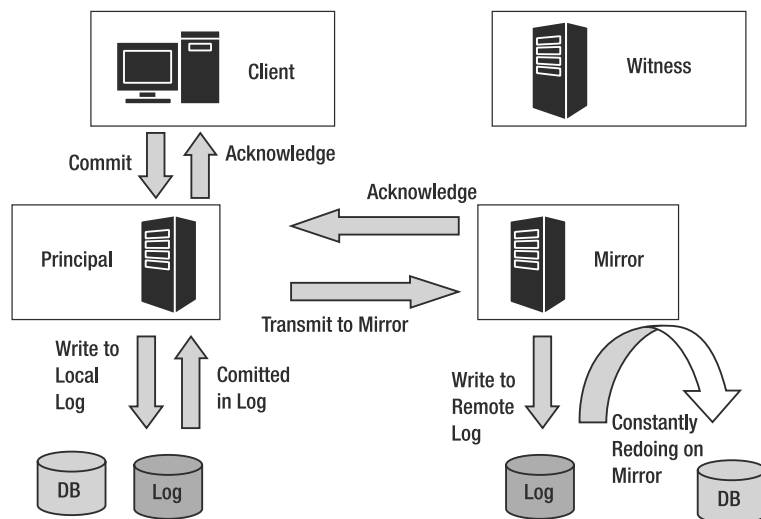 Client
Witness
Commit
Acknowledge
Acknowledge
Principal
Mirror
Transmit to Mirror
Write to
Local
Log
Comitted
in Log
Write to
Remote
Log
Constantly
Redoing on
Mirror
DB
Log
Log
DB